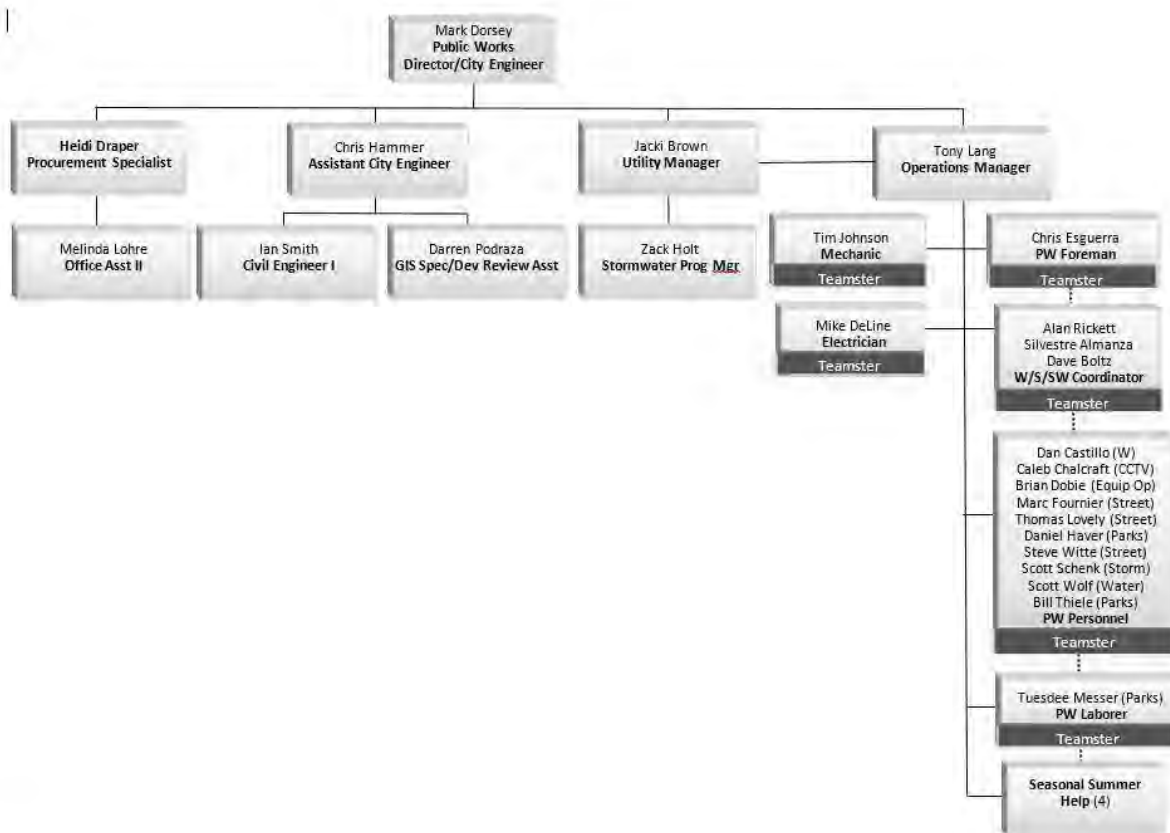 Mark Dorsey
Public Works
Director/City Engineer
Heidi Draper
Procurement Specialist
Chris Hammer
Assistant City Engineer
Jacki Brown
Utility Manager
Tony Lang
Operations Manager
Melinda Lohre
Office Asst II
Ian Smith
Civil Engineer I
Darren Podraza
GIS Spec/Dev Review Asst
Zack Holt
Stormwater Prog Mgr
Tim Johnson
Mechanic
Teamster
Chris Esguerra
PW Foreman
Teamster
Mike DeLine
Electrician
Teamster
Alan Rickett
Silvestre Almanza
Dave Boltz
W/S/SW Coordinator
Teamster
Dan Castillo (W)
Caleb Chalcraft (CCTV)
Brian Dobie (Equip Op)
Marc Fournier (Street)
Thomas Lovely (Street)
Daniel Haver (Parks)
Steve Witte (Street)
Scott Schenk (Storm)
Scott Wolf (Water)
Bill Thiele (Parks)
PW Personnel
Teamster
Tuesdee Messer (Parks)
PW Laborer
Teamster
Seasonal Summer
Help (4)